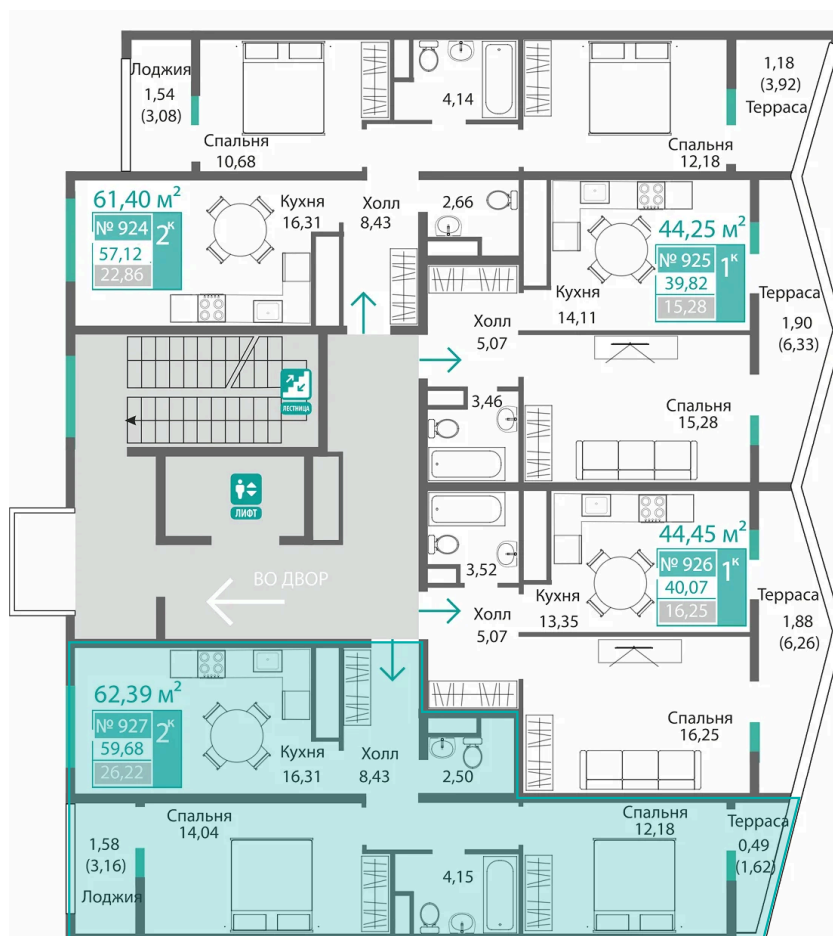 Лоджия
1,54
(3,08)
Спальня
10,68
4,14
Спальня
12,18
1,18
(3,92)
Терраса
61,40 м²
№ 924
2к
57,12
22,86
Кухня
16,31
Холл
8,43
2,66
44,25 м²
№ 925
1к
39,82
15,28
Кухня
14,11
Терраса
1,90
(6,33)
Холл
5,07
3,46
Спальня
15,28
ЛЕСТНИЦА
ЛИФТ
ВО ДВОР
3,52
Холл
5,07
44,45 м²
№ 926
1к
40,07
16,25
Кухня
13,35
Терраса
1,88
(6,26)
Спальня
16,25
62,39 м²
№ 927
2к
59,68
26,22
Кухня
16,31
Холл
8,43
2,50
Спальня
14,04
1,58
(3,16)
Лоджия
4,15
Спальня
12,18
Терраса
0,49
(1,62)